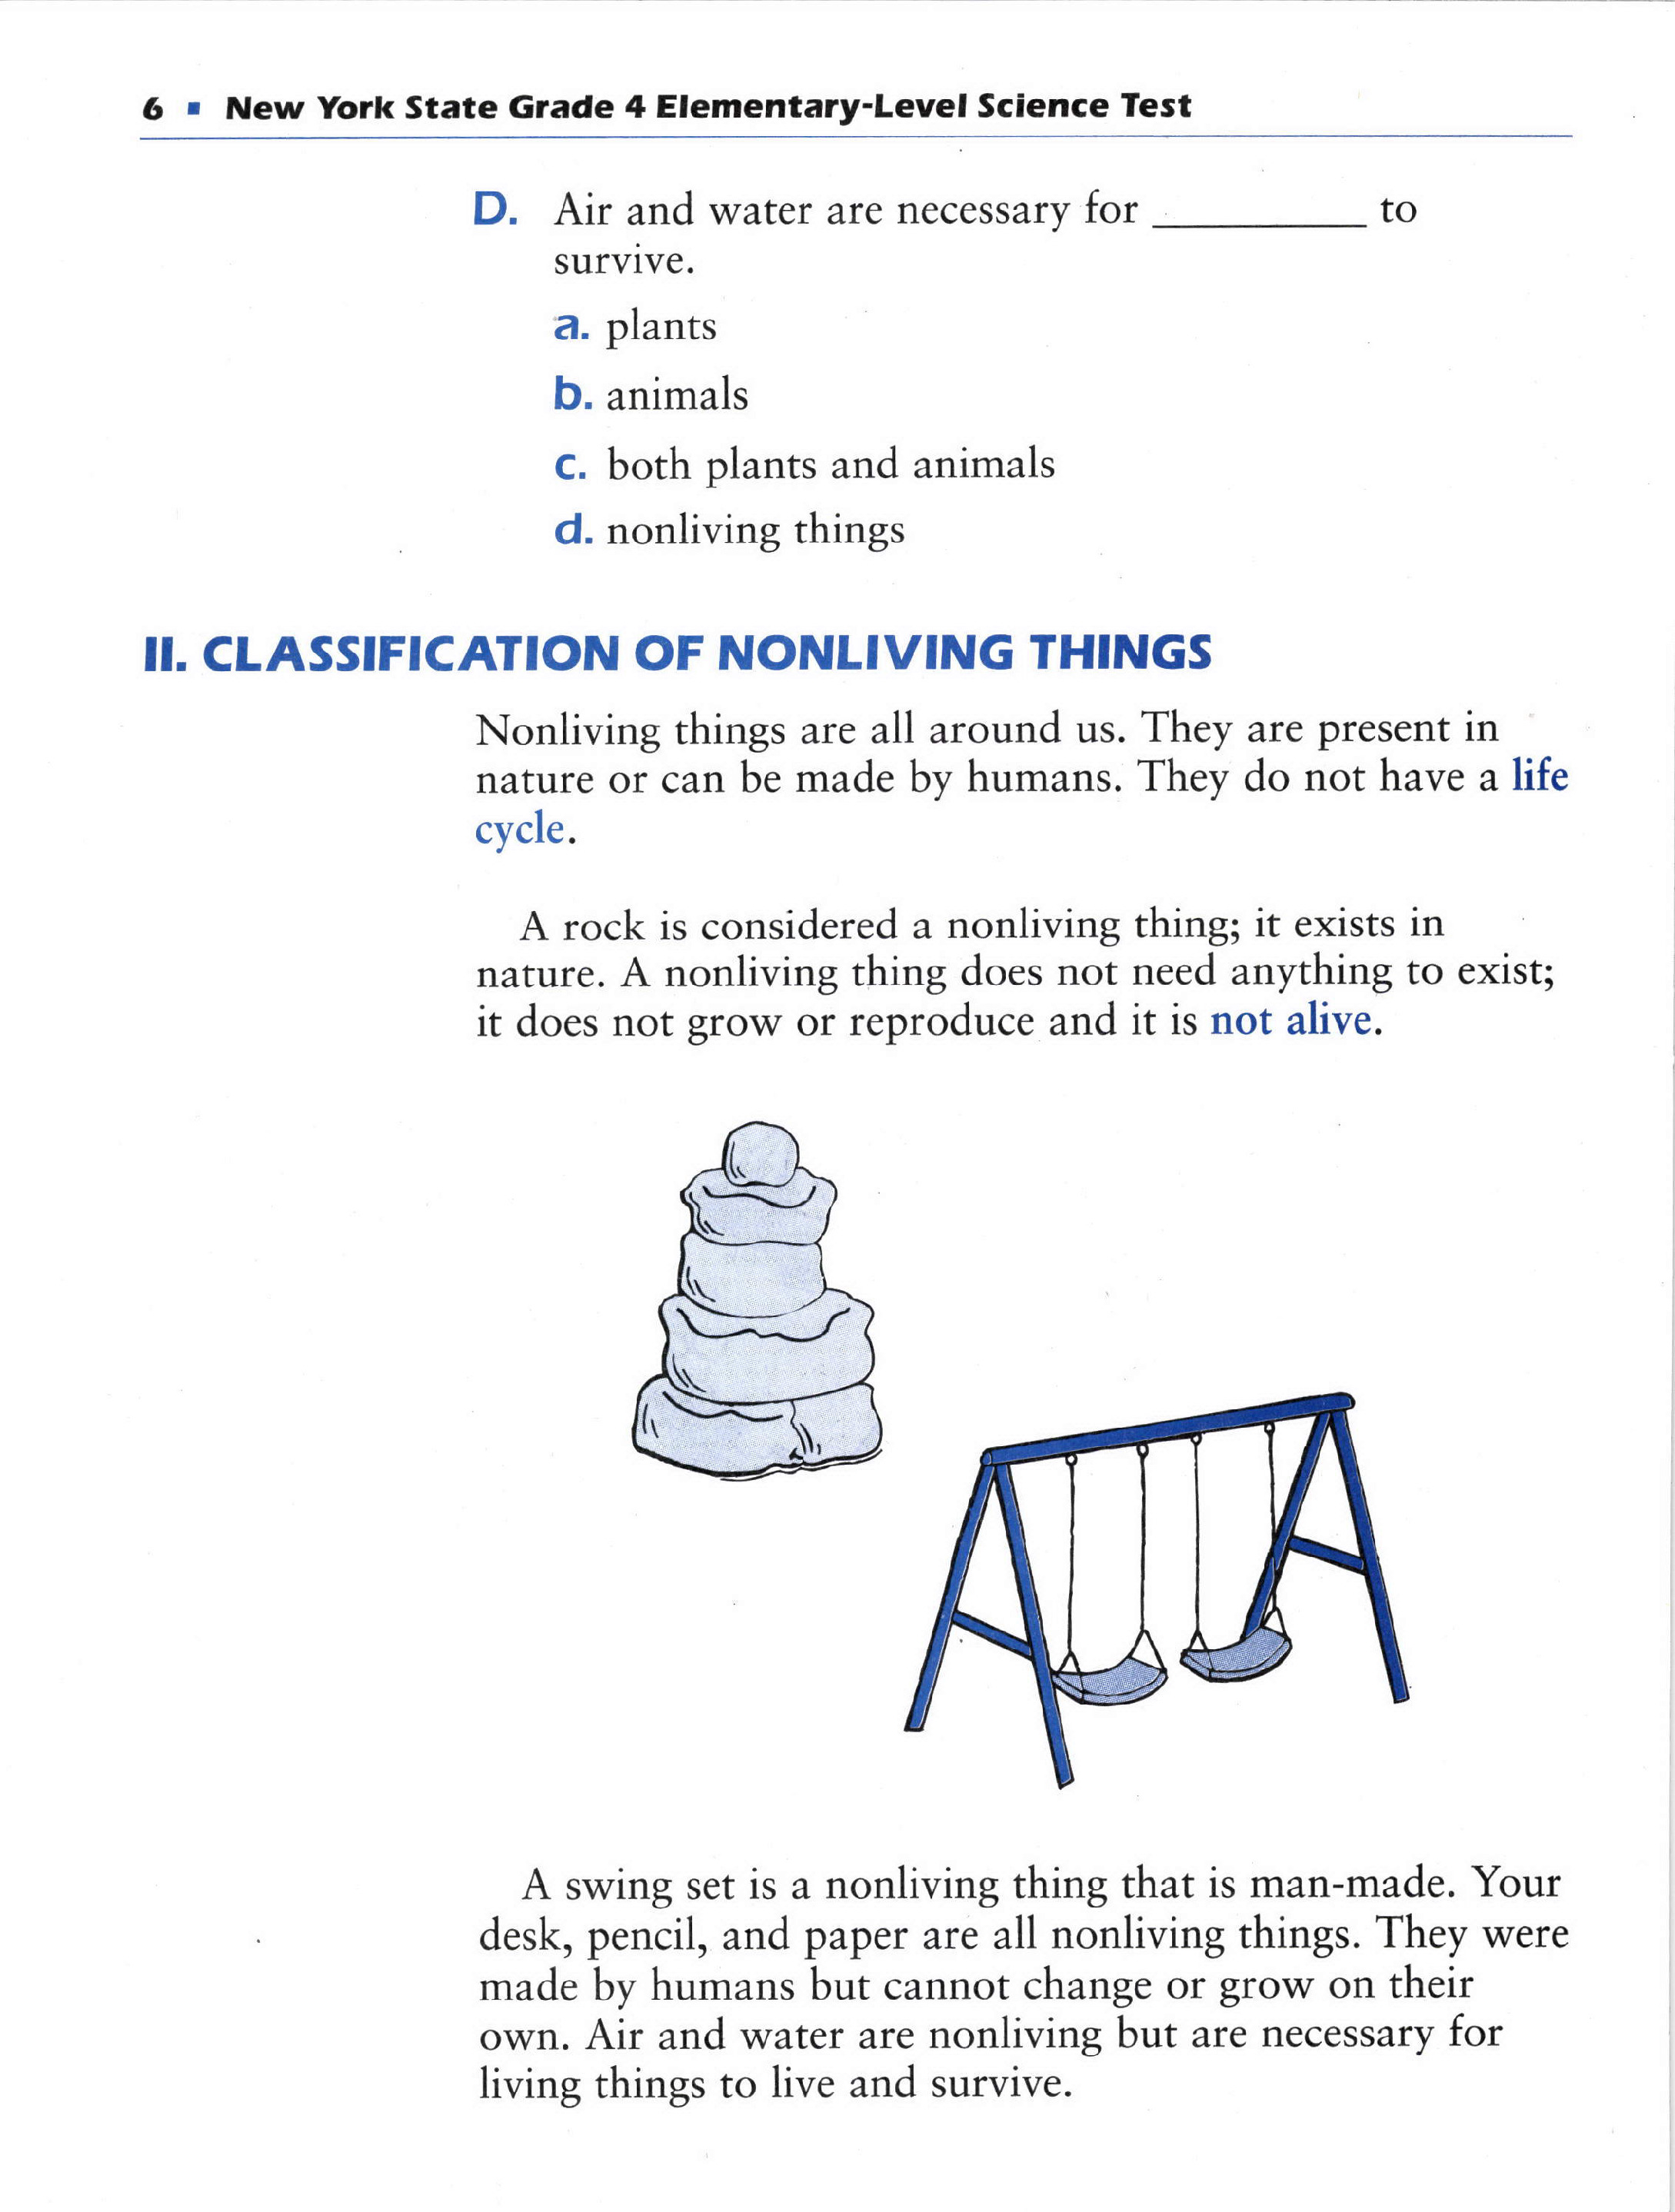 6 ▪ New York State Grade 4 Elementary-Level Science Test
D. Air and water are necessary for __________ to
survive.
a. plants
b. animals
c. both plants and animals
d. nonliving things
II. CLASSIFICATION OF NONLIVING THINGS
Nonliving things are all around us. They are present in
nature or can be made by humans. They do not have a life
cycle.
A rock is considered a nonliving thing; it exists in
nature. A nonliving thing does not need anything to exist;
it does not grow or reproduce and it is not alive.
A swing set is a nonliving thing that is man-made. Your
desk, pencil, and paper are all nonliving things. They were
made by humans but cannot change or grow on their
own. Air and water are nonliving but are necessary for
living things to live and survive.